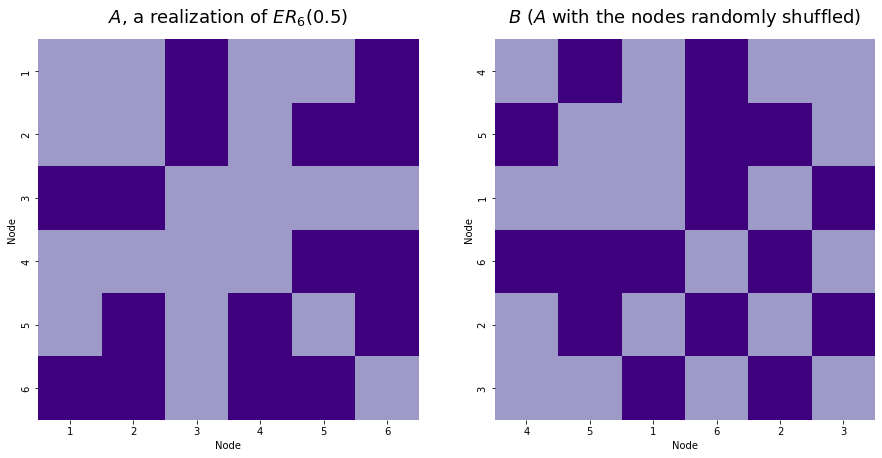 A, a realization of ER₆(0.5)
Node
1
2
3
4
5
6
1 2 3 4 5 6
Node
B (A with the nodes randomly shuffled)
Node
4
5
1
6
2
3
4 5 1 6 2 3
Node